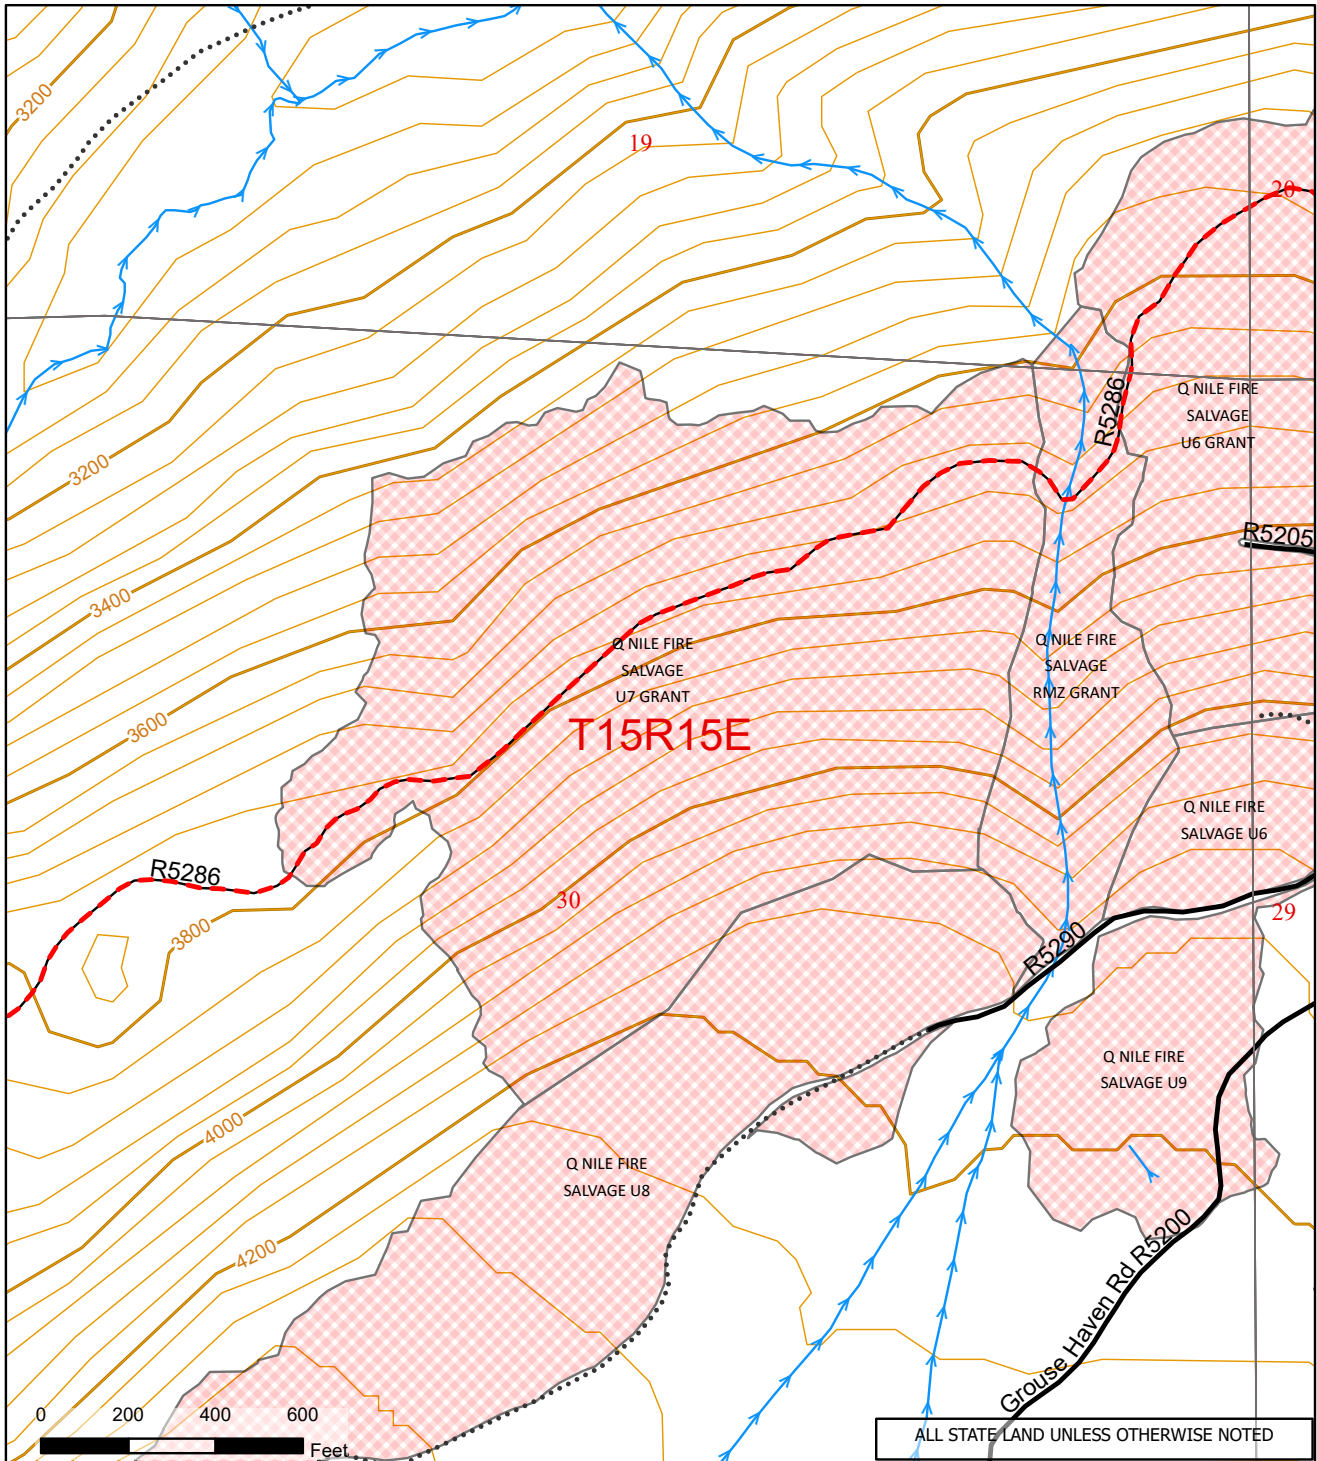 3200
19
20
R5286
Q NILE FIRE
SALVAGE
U6 GRANT
3200
R5205
3400
Q NILE FIRE
SALVAGE
U7 GRANT
Q NILE FIRE
SALVAGE
RMZ GRANT
3600
T15R15E
Q NILE FIRE
SALVAGE U6
R5286
30
29
3800
R5290
Q NILE FIRE
SALVAGE U9
4000
Q NILE FIRE
SALVAGE U8
4200
Grouse Haven Rd R5200
0 200 400 600
Feet
ALL STATE LAND UNLESS OTHERWISE NOTED